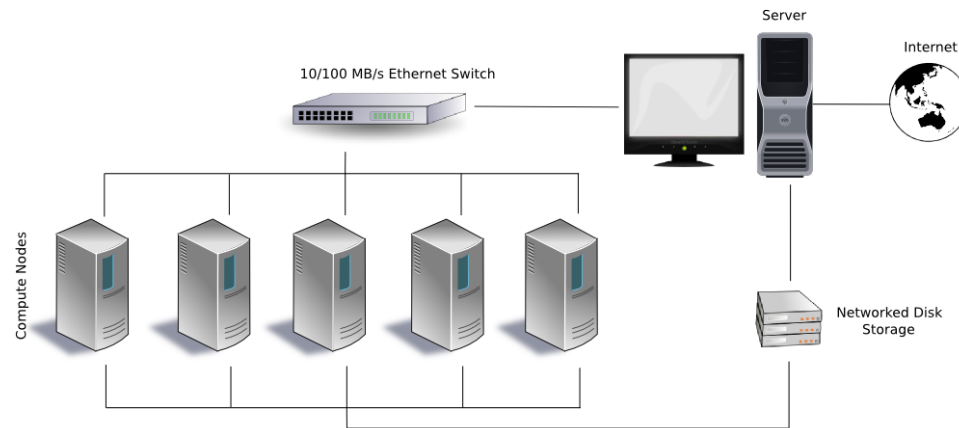 Server
Internet
10/100 MB/s Ethernet Switch
Compute Nodes
Networked Disk
Storage